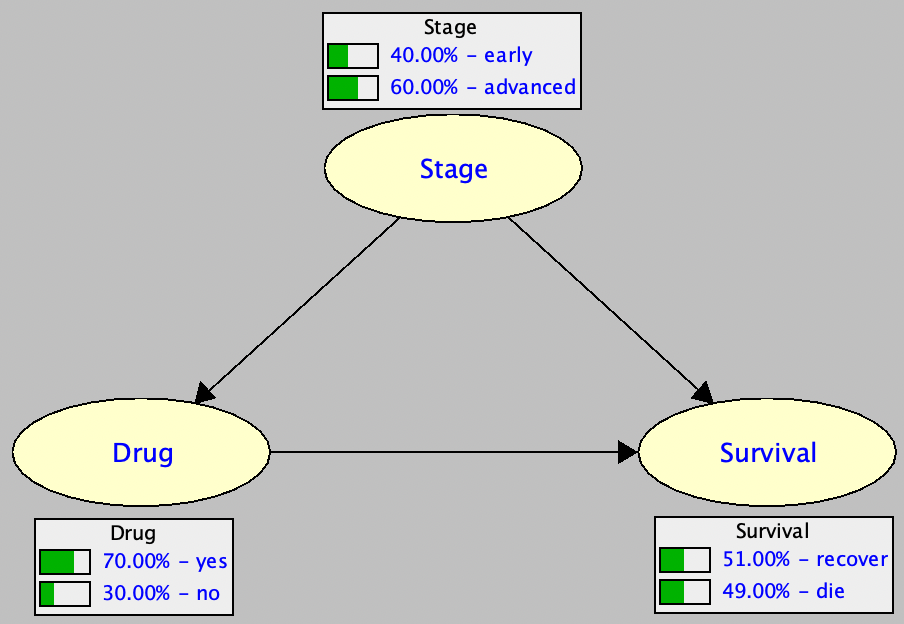 Stage
40.00% – early
60.00% – advanced
Stage
Drug
Survival
Drug
70.00% – yes
30.00% – no
Survival
51.00% – recover
49.00% – die